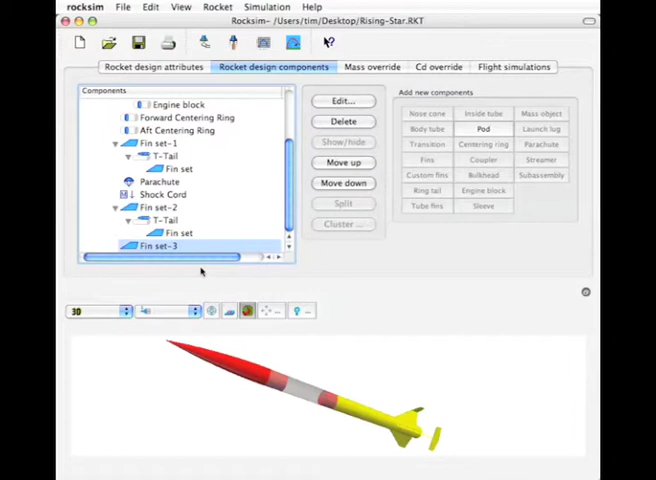 rocksim File Edit View Rocket Simulation Help
Rocksim- /Users/tim/Desktop/Rising-Star.RKT
Rocket design attributes Rocket design components Mass override Cd override Flight simulations
Components
Engine block
Forward Centering Ring
Aft Centering Ring
Fin set-1
T-Tail
Fin set
Parachute
Shock Cord
Fin set-2
T-Tail
Fin set
Fin set-3
Edit...
Delete
Show/hide
Move up
Move down
Split
Cluster ...
Add new components
Nose cone Inside tube Mass object
Body tube Pod Launch lug
Transition Centering ring Parachute
Fins Coupler Streamer
Custom fins Bulkhead Subassembly
Ring tail Engine block
Tube fins Sleeve
3D